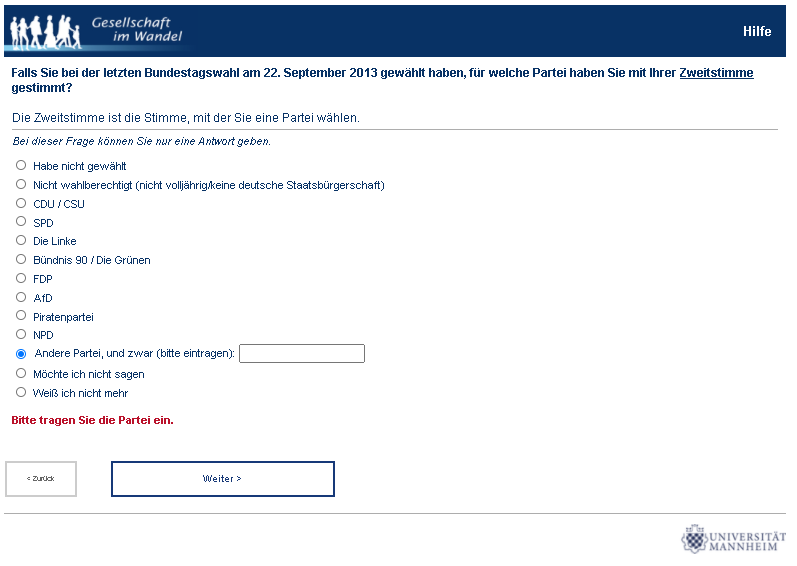 Gesellschaft
im Wandel
Hilfe
Falls Sie bei der letzten Bundestagswahl am 22. September 2013 gewählt haben, für welche Partei haben Sie mit Ihrer Zweitstimme
gestimmt?
Die Zweitstimme ist die Stimme, mit der Sie eine Partei wählen.
Bei dieser Frage können Sie nur eine Antwort geben.
Habe nicht gewählt
Nicht wahlberechtigt (nicht volljährig/keine deutsche Staatsbürgerschaft)
CDU / CSU
SPD
Die Linke
Bündnis 90 / Die Grünen
FDP
AfD
Piratenpartei
NPD
Andere Partei, und zwar (bitte eintragen):
Möchte ich nicht sagen
Weiß ich nicht mehr
Bitte tragen Sie die Partei ein.
< Zurück
Weiter >
UNIVERSITÄT
MANNHEIM